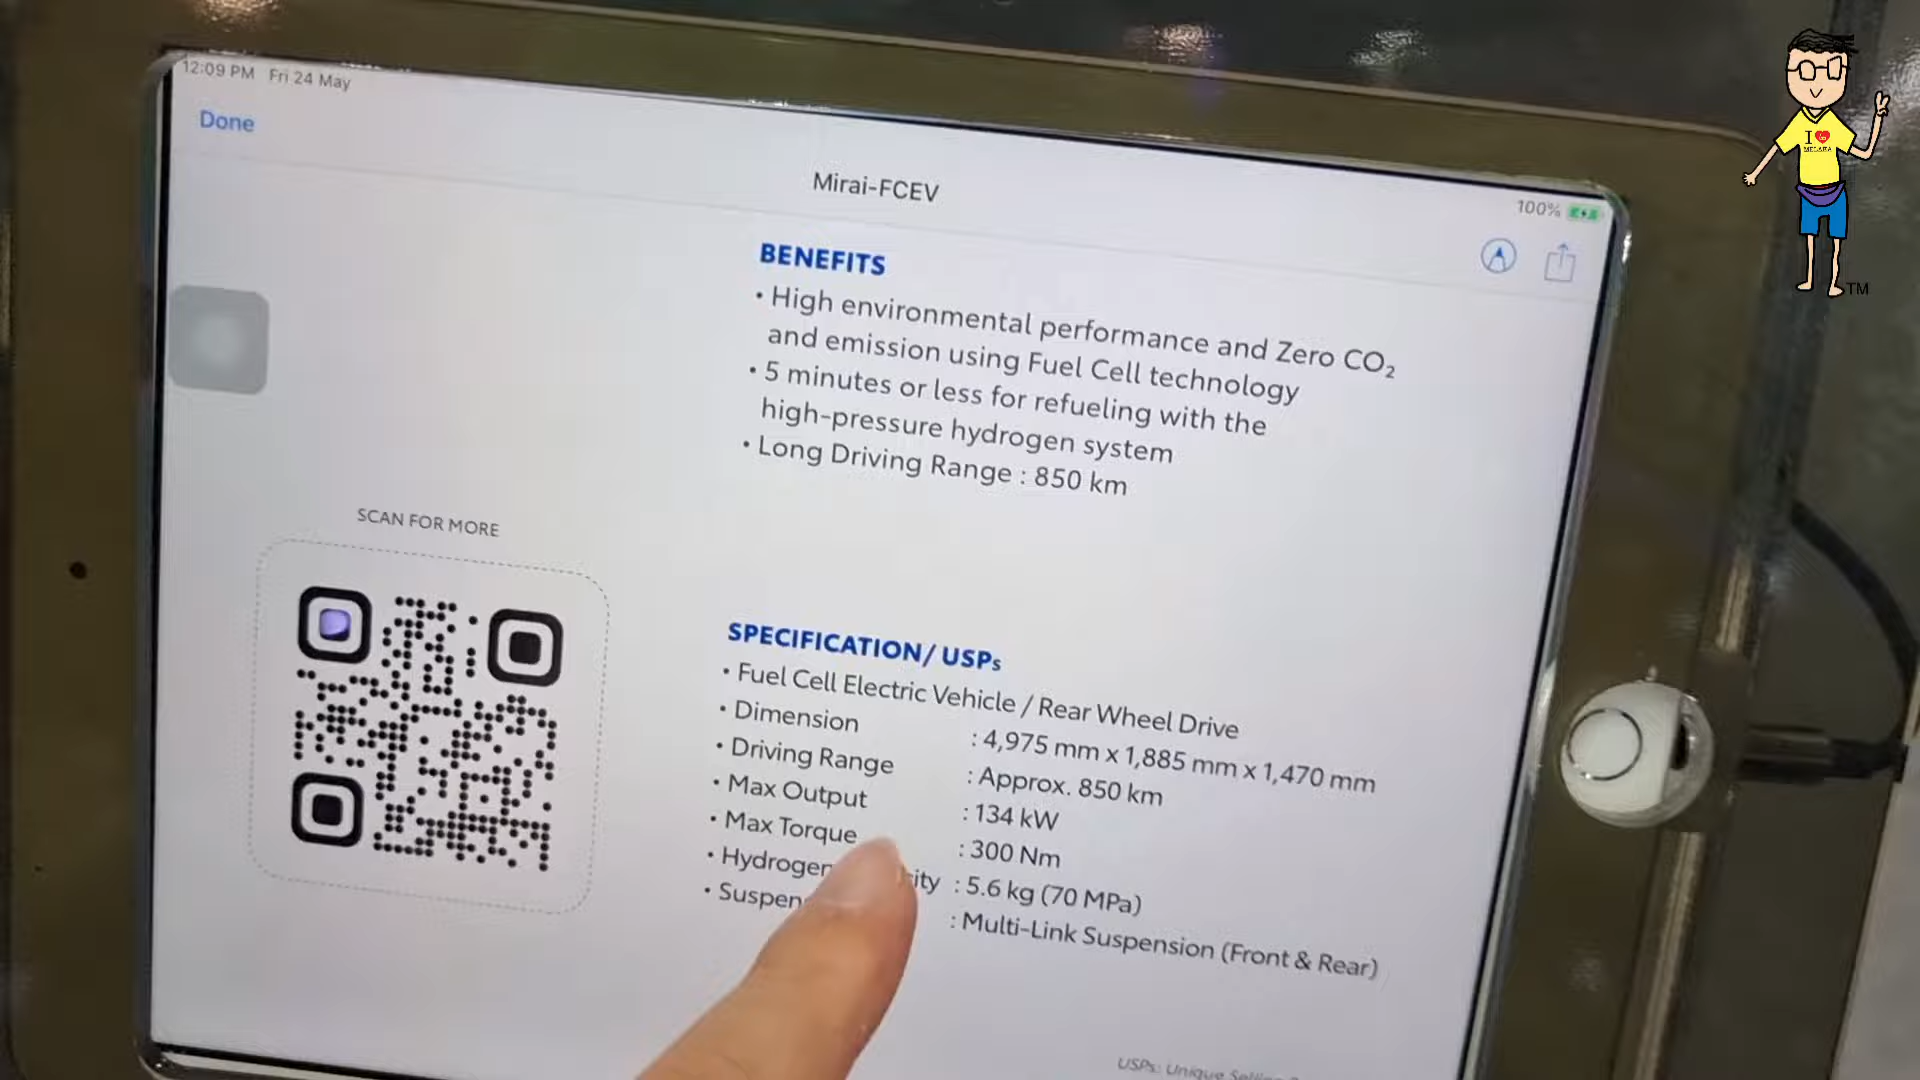 12:09 PM Fri 24 May
Done
Mirai-FCEV
100%
I
MELAKA
TM
BENEFITS
• High environmental performance and Zero CO₂
and emission using Fuel Cell technology
• 5 minutes or less for refueling with the
high-pressure hydrogen system
• Long Driving Range : 850 km
SCAN FOR MORE
SPECIFICATION/ USPs
• Fuel Cell Electric Vehicle / Rear Wheel Drive
• Dimension : 4,975 mm x 1,885 mm x 1,470 mm
• Driving Range : Approx. 850 km
• Max Output : 134 kW
• Max Torque : 300 Nm
• Hydrogen : 5.6 kg (70 MPa)
• : Multi-Link Suspension (Front & Rear)
USPs: Unique